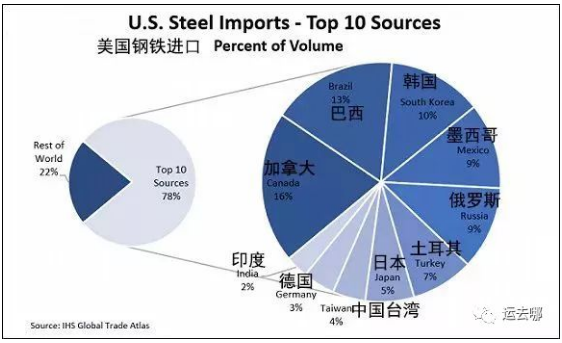 U.S. Steel Imports - Top 10 Sources
美国钢铁进口 Percent of Volume
Rest of
World
22%
Top 10
Sources
78%
Brazil
13%
巴西
韩国
South Korea
10%
墨西哥
Mexico
9%
俄罗斯
Russia
9%
土耳其
Turkey
7%
日本
Japan
5%
中国台湾
Taiwan
4%
德国
Germany
3%
印度
India
2%
加拿大
Canada
16%
Source: IHS Global Trade Atlas
运去哪